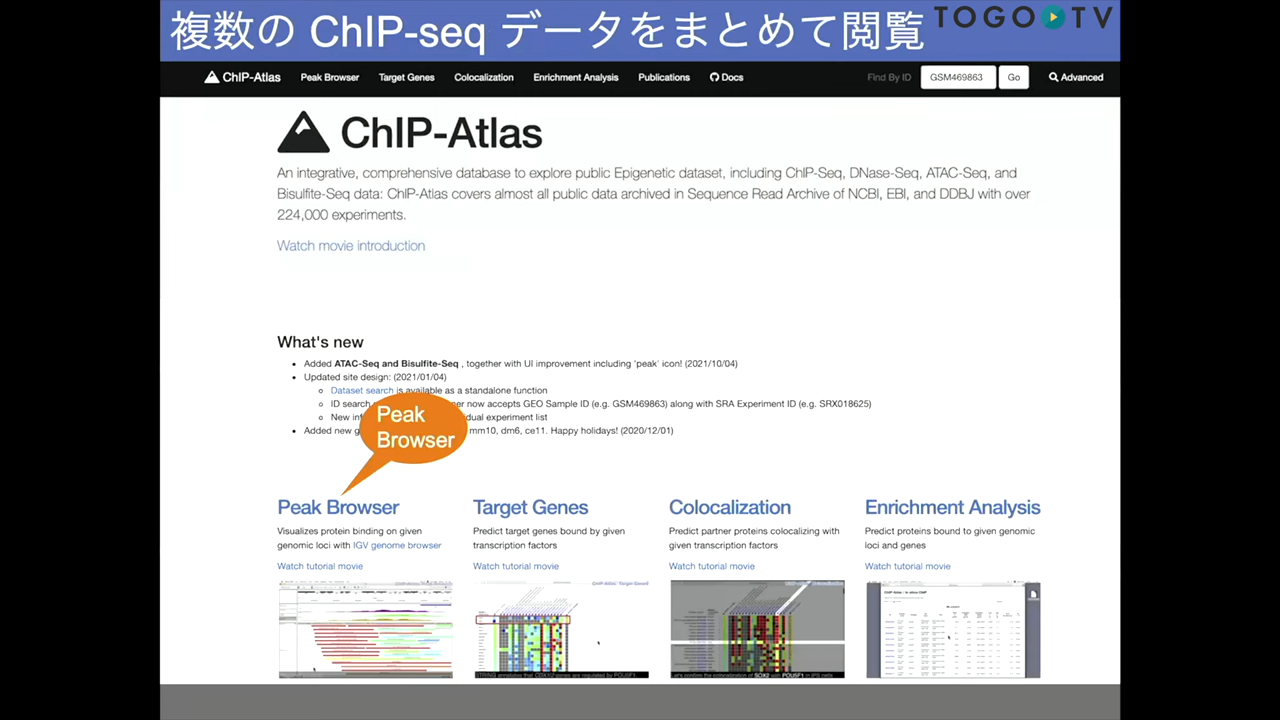 複数の ChIP-seq データをまとめて閲覧
TOGO TV
ChIP-Atlas Peak Browser Target Genes Colocalization Enrichment Analysis Publications Docs Find By ID GSM469863 Go Advanced
ChIP-Atlas
An integrative, comprehensive database to explore public Epigenetic dataset, including ChIP-Seq, DNase-Seq, ATAC-Seq, and
Bisulfite-Seq data: ChIP-Atlas covers almost all public data archived in Sequence Read Archive of NCBI, EBI, and DDBJ with over
224,000 experiments.
Watch movie introduction
What's new
Added ATAC-Seq and Bisulfite-Seq , together with UI improvement including 'peak' icon! (2021/10/04)
Updated site design: (2021/01/04)
Dataset search is available as a standalone function
ID search ner now accepts GEO Sample ID (e.g. GSM469863) along with SRA Experiment ID (e.g. SRX018625)
New dual experiment list
Added new mm10, dm6, ce11. Happy holidays! (2020/12/01)
Peak
Browser
Peak Browser
Visualizes protein binding on given
genomic loci with IGV genome browser
Watch tutorial movie
Target Genes
Predict target genes bound by given
transcription factors
Watch tutorial movie
Colocalization
Predict partner proteins colocalizing with
given transcription factors
Watch tutorial movie
Enrichment Analysis
Predict proteins bound to given genomic
loci and genes
Watch tutorial movie